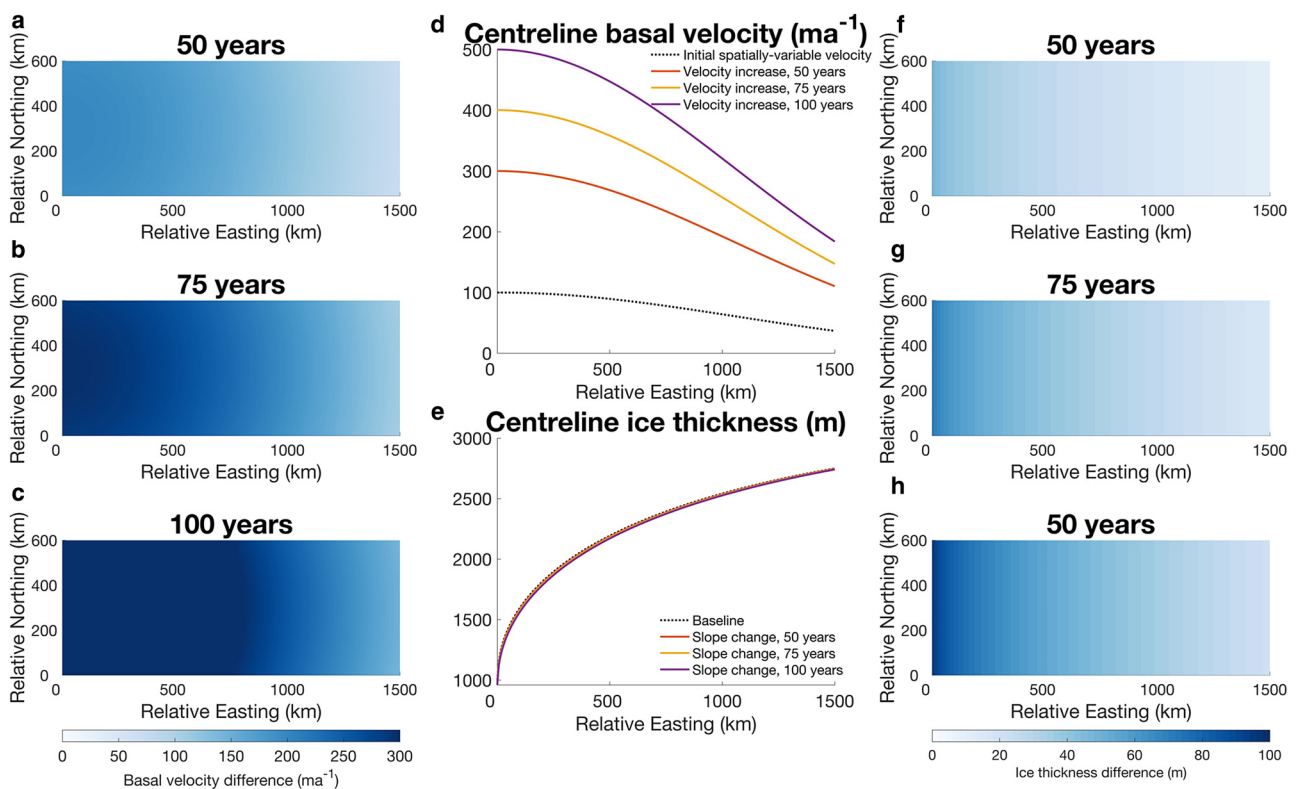 a
50 years
Relative Northing (km)
600
400
200
0
0 500 1000 1500
Relative Easting (km)
b
75 years
Relative Northing (km)
600
400
200
0
0 500 1000 1500
Relative Easting (km)
c
100 years
Relative Northing (km)
600
400
200
0
0 500 1000 1500
Relative Easting (km)
0 50 100 150 200 250 300
Basal velocity difference (ma-1)
d
Centreline basal velocity (ma-1)
Initial spatially-variable velocity
Velocity increase, 50 years
Velocity increase, 75 years
Velocity increase, 100 years
500
400
300
200
100
0
0 500 1000 1500
Relative Easting (km)
e
Centreline ice thickness (m)
3000
2500
2000
1500
1000
Baseline
Slope change, 50 years
Slope change, 75 years
Slope change, 100 years
0 500 1000 1500
Relative Easting (km)
f
50 years
Relative Northing (km)
600
400
200
0
0 500 1000 1500
Relative Easting (km)
g
75 years
Relative Northing (km)
600
400
200
0
0 500 1000 1500
Relative Easting (km)
h
50 years
Relative Northing (km)
600
400
200
0
0 500 1000 1500
Relative Easting (km)
0 20 40 60 80 100
Ice thickness difference (m)